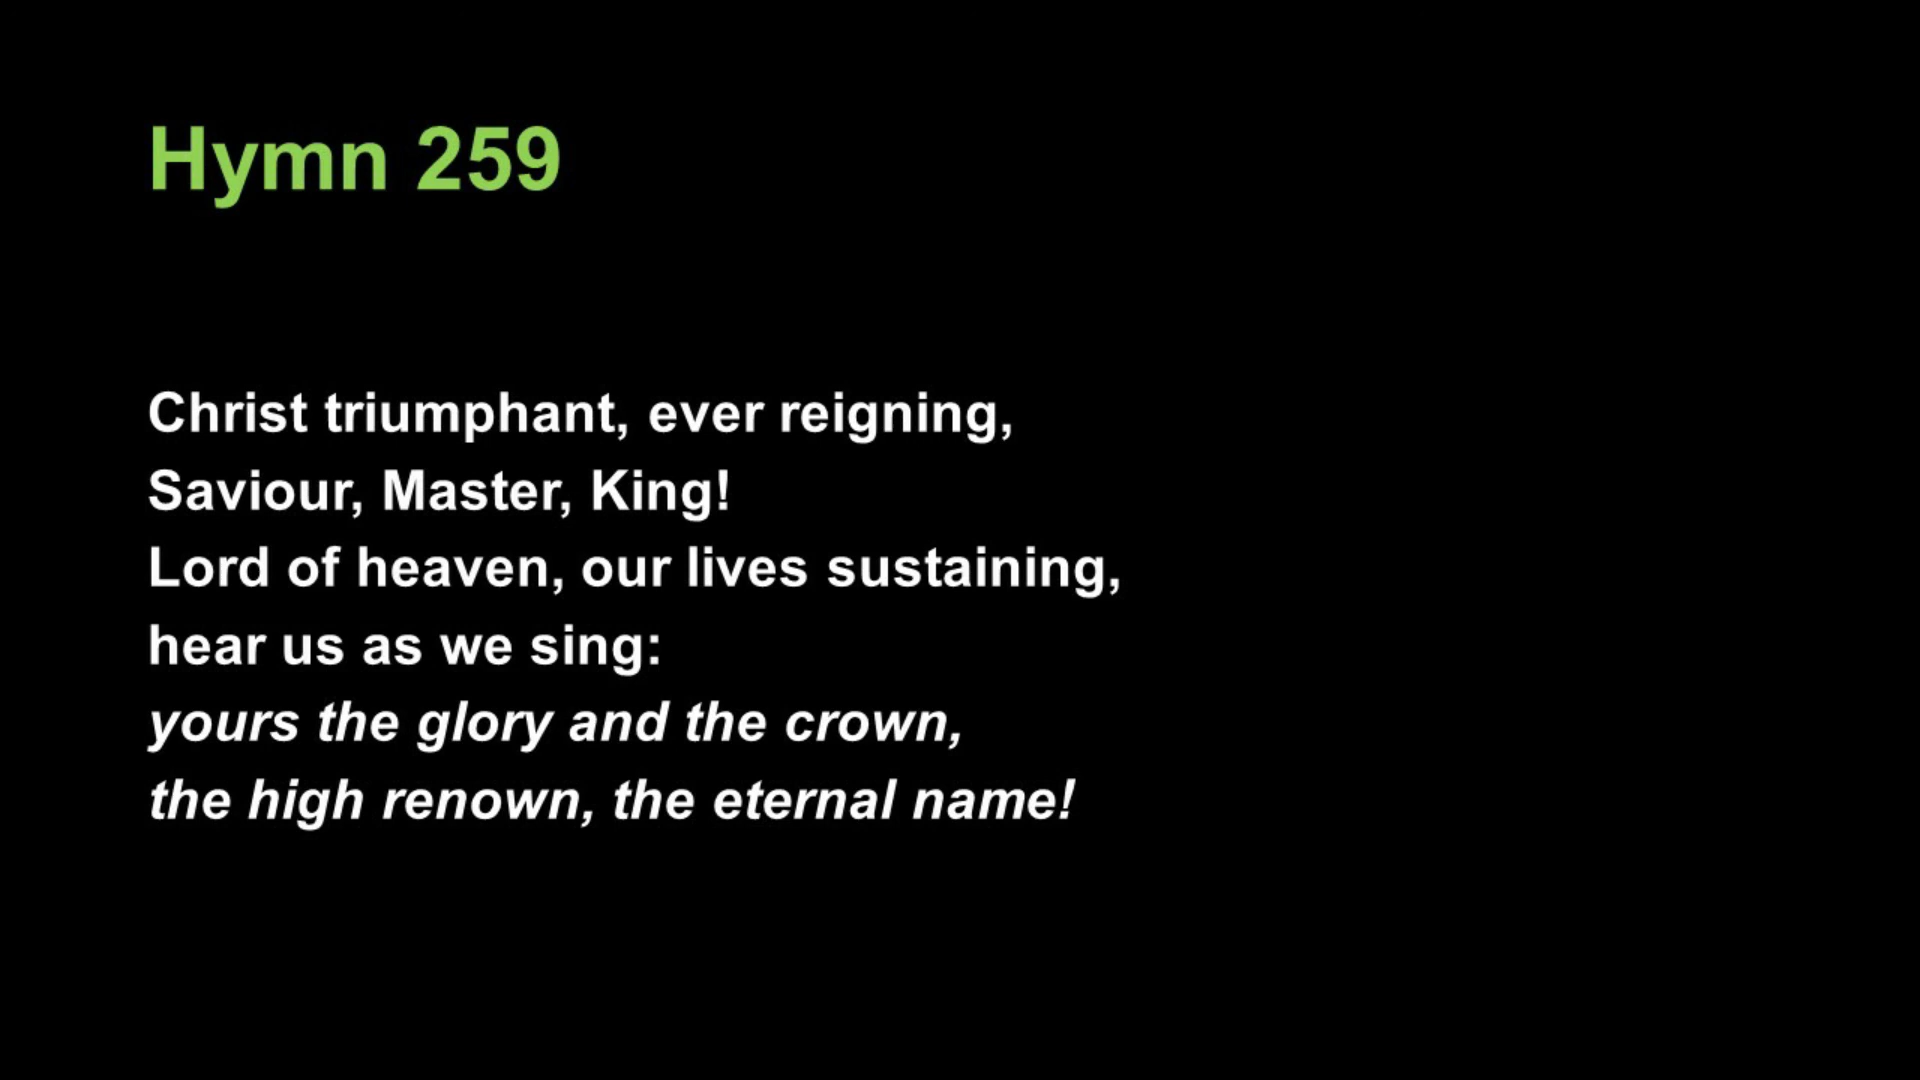 Hymn 259
Christ triumphant, ever reigning,
Saviour, Master, King!
Lord of heaven, our lives sustaining,
hear us as we sing:
yours the glory and the crown,
the high renown, the eternal name!